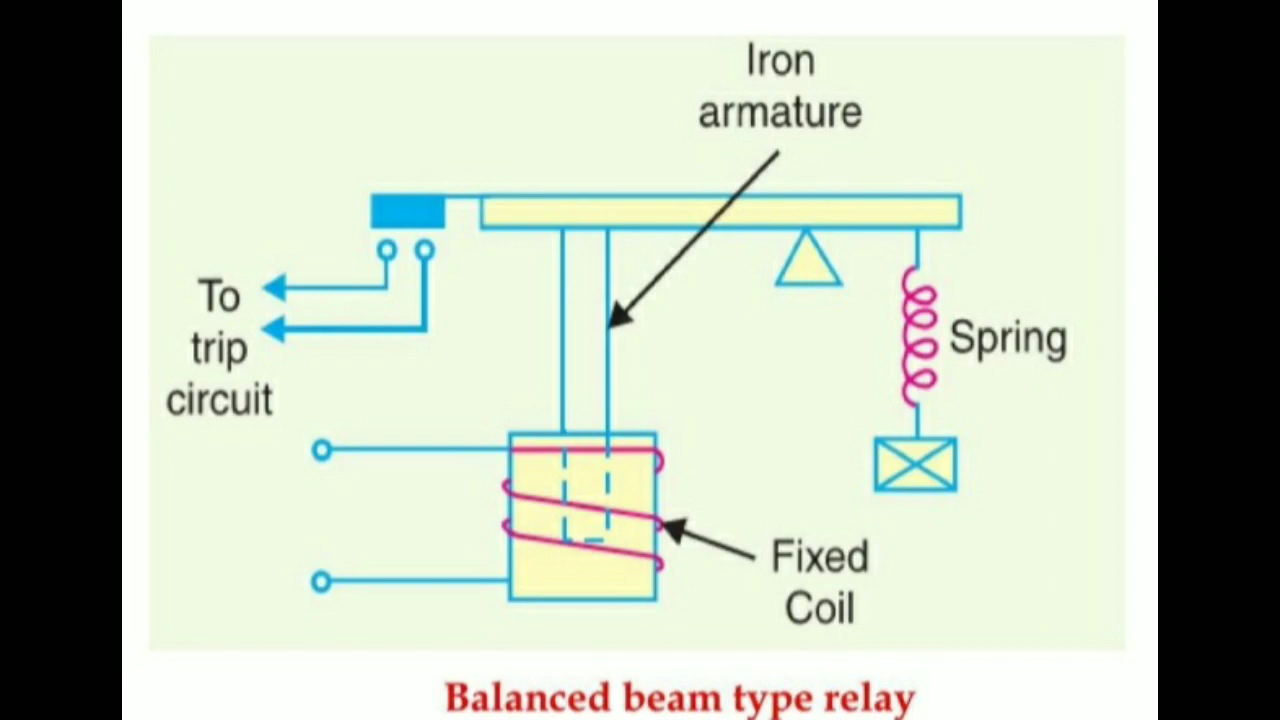 Iron
armature
To
trip
circuit
Spring
Fixed
Coil
Balanced beam type relay